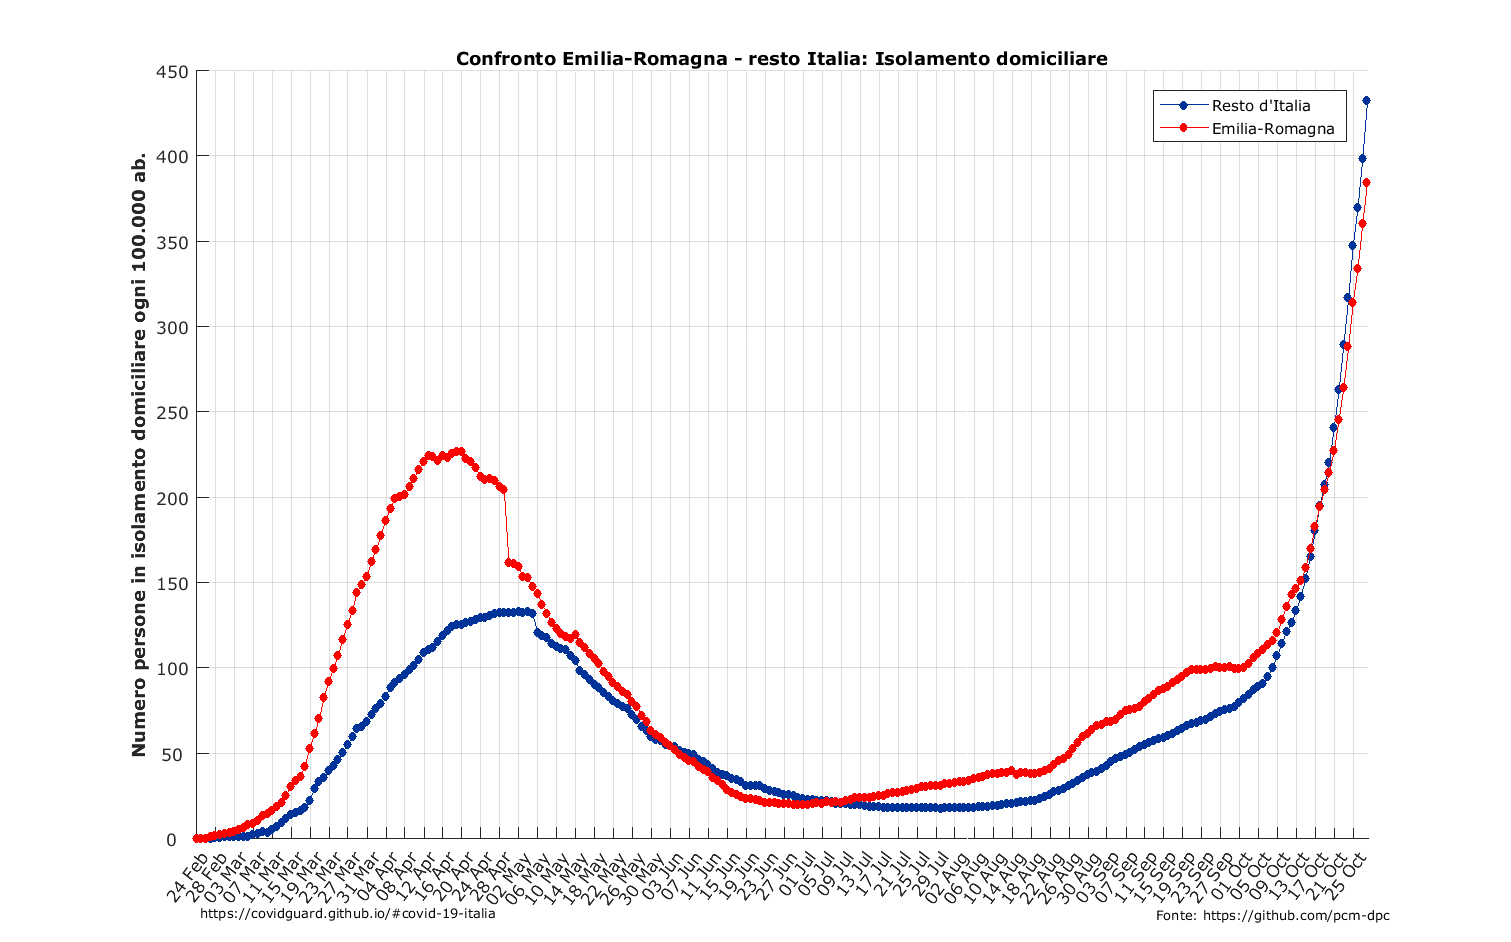 Confronto Emilia-Romagna - resto Italia: Isolamento domiciliare
Numero persone in isolamento domiciliare ogni 100.000 ab.
450
400
350
300
250
200
150
100
50
0
Resto d'Italia
Emilia-Romagna
24 Feb
28 Feb
03 Mar
07 Mar
11 Mar
15 Mar
19 Mar
23 Mar
27 Mar
31 Mar
04 Apr
08 Apr
12 Apr
16 Apr
20 Apr
24 Apr
28 Apr
02 May
06 May
10 May
14 May
18 May
22 May
26 May
30 May
03 Jun
07 Jun
11 Jun
15 Jun
19 Jun
23 Jun
27 Jun
01 Jul
05 Jul
09 Jul
13 Jul
17 Jul
21 Jul
25 Jul
29 Jul
02 Aug
06 Aug
10 Aug
14 Aug
18 Aug
22 Aug
26 Aug
30 Aug
03 Sep
07 Sep
11 Sep
15 Sep
19 Sep
23 Sep
27 Sep
01 Oct
05 Oct
09 Oct
13 Oct
17 Oct
21 Oct
25 Oct
https://covidguard.github.io/#covid-19-italia
Fonte: https://github.com/pcm-dpc